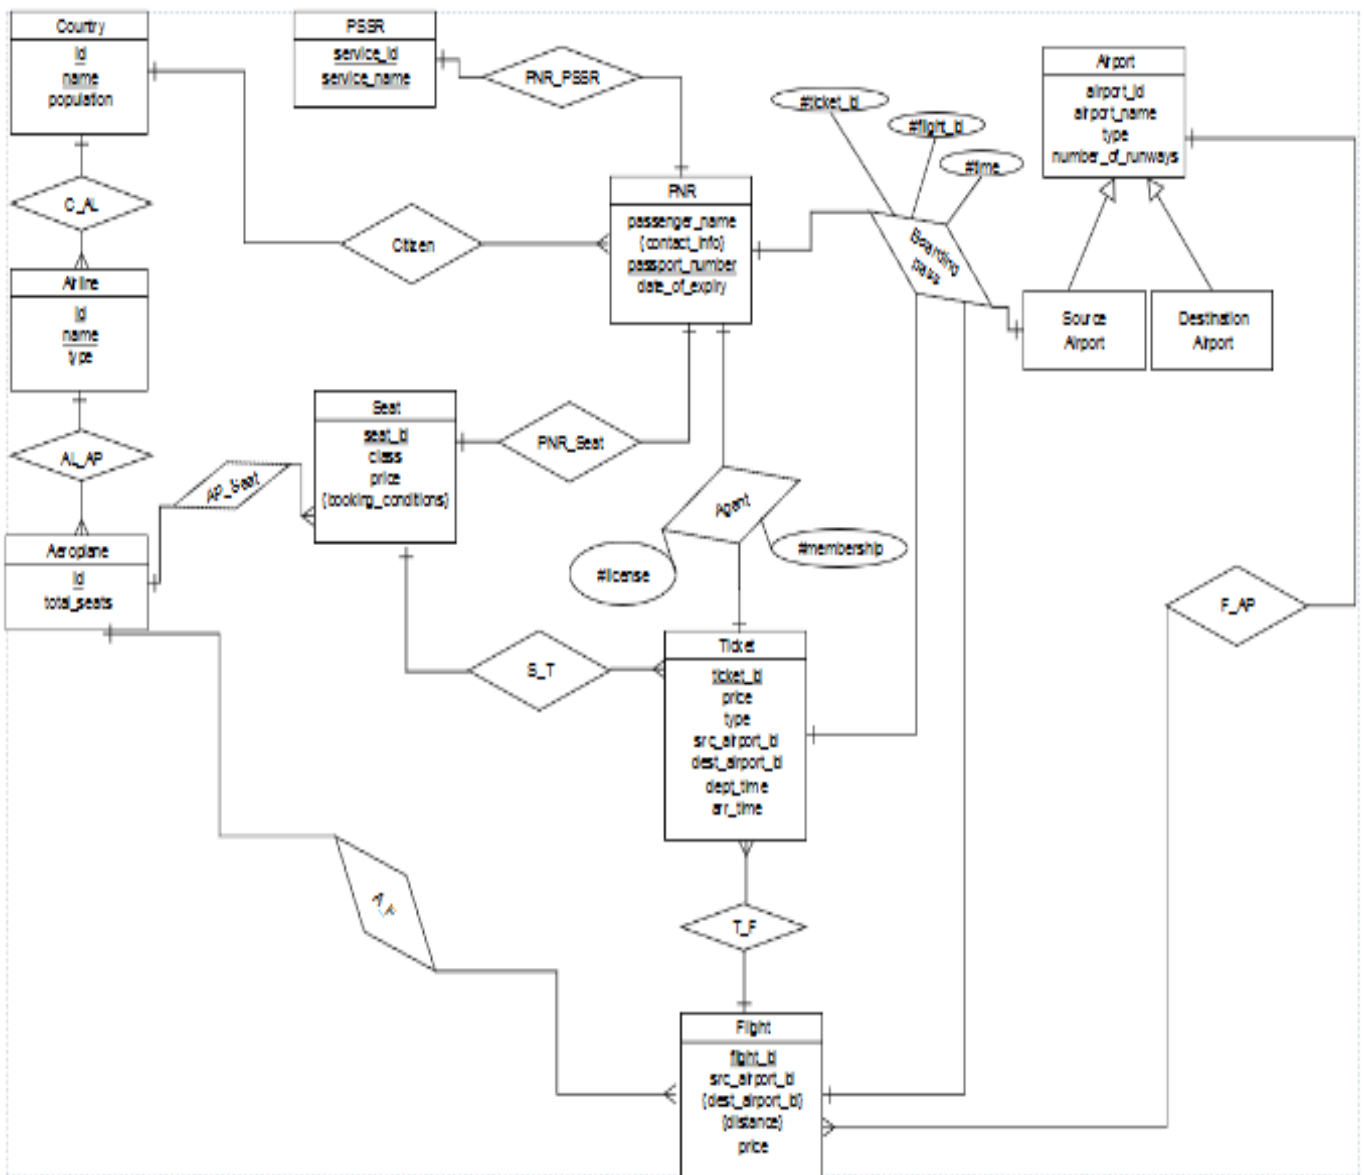 Country
id
name
population
PSSR
service_id
service_name
PNR_PSSR
Airport
airport_id
airport_name
type
number_of_runways
#ticket_id
#flight_id
#time
C_AL
Citizen
PNR
passenger_name
{contact_info}
passport_number
date_of_expiry
Boarding
pass
Source
Airport
Destination
Airport
Airline
id
name
type
AL_AP
AP_Seat
Seat
seat_id
class
price
{booking_conditions}
PNR_Seat
Agent
#license
#membership
Aeroplane
id
total_seats
F_AP
S_T
Ticket
ticket_id
price
type
src_airport_id
dest_airport_id
dept_time
arr_time
A_F
T_F
Flight
flight_id
src_airport_id
{dest_airport_id}
{distance}
price